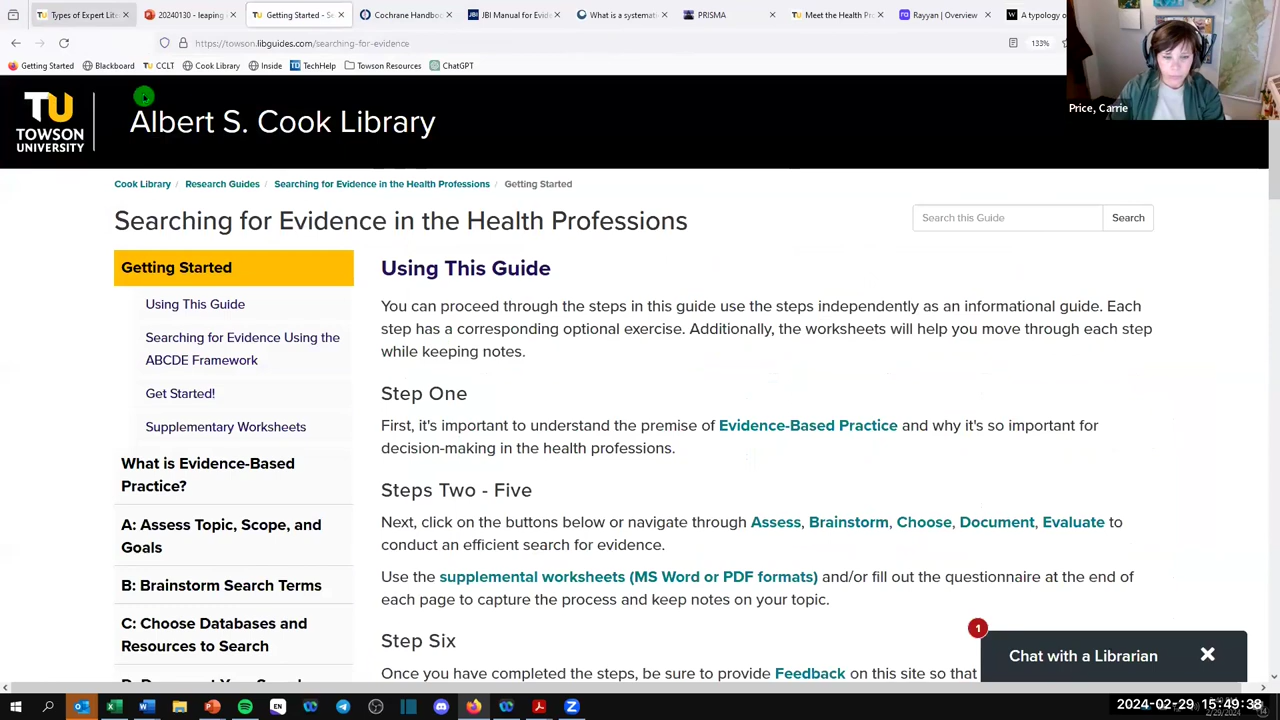 Types of Expert Lib
20240130 - leaping
Getting Started - Se
Cochrane Handbo
JBI Manual for Evid
What is a systemati
PRISMA
Meet the Health Pr
Rayyan | Overview
A typology o
https://towson.libguides.com/searching-for-evidence
133%
Getting Started
Blackboard
CCLT
Cook Library
Inside
TechHelp
Towson Resources
ChatGPT
Price, Carrie
TU
TOWSON
UNIVERSITY
Albert S. Cook Library
Cook Library / Research Guides / Searching for Evidence in the Health Professions / Getting Started
Searching for Evidence in the Health Professions
Search this Guide
Search
Getting Started
Using This Guide
Searching for Evidence Using the
ABCDE Framework
Get Started!
Supplementary Worksheets
What is Evidence-Based
Practice?
A: Assess Topic, Scope, and
Goals
B: Brainstorm Search Terms
C: Choose Databases and
Resources to Search
Using This Guide
You can proceed through the steps in this guide use the steps independently as an informational guide. Each
step has a corresponding optional exercise. Additionally, the worksheets will help you move through each step
while keeping notes.
Step One
First, it's important to understand the premise of Evidence-Based Practice and why it's so important for
decision-making in the health professions.
Steps Two - Five
Next, click on the buttons below or navigate through Assess, Brainstorm, Choose, Document, Evaluate to
conduct an efficient search for evidence.
Use the supplemental worksheets (MS Word or PDF formats) and/or fill out the questionnaire at the end of
each page to capture the process and keep notes on your topic.
Step Six
Once you have completed the steps, be sure to provide Feedback on this site so that
1
Chat with a Librarian
2024-02-29 15:49:38